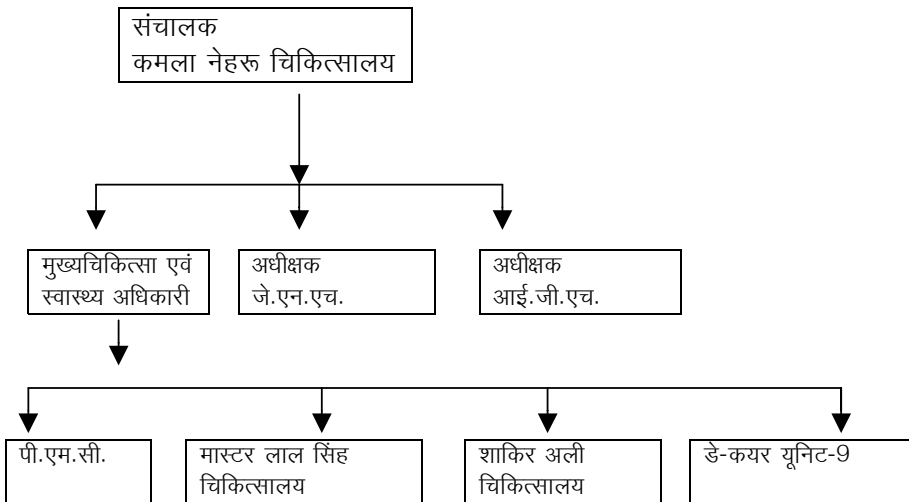 संचालक
कमला नेहरू चिकित्सालय
मुख्यचिकित्सा एवं
स्वास्थ्य अधिकारी
अधीक्षक
जे.एन.एच.
अधीक्षक
आई.जी.एच.
पी.एम.सी.
मास्टर लाल सिंह
चिकित्सालय
शाकिर अली
चिकित्सालय
डे-कयर यूनिट-9